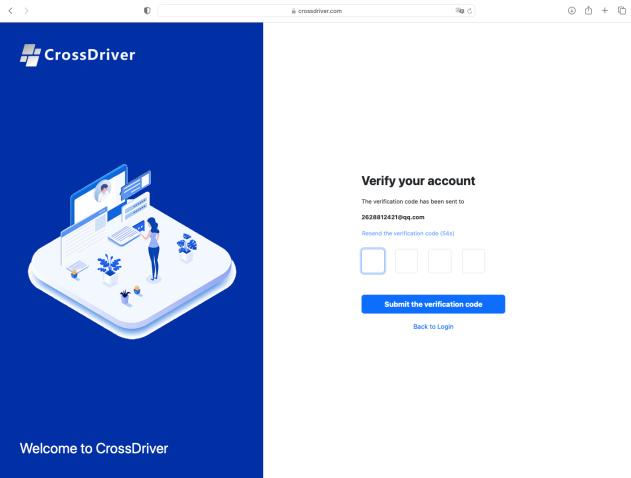 crossdriver.com
CrossDriver
Verify your account
The verification code has been sent to
2628812421@qq.com
Resend the verification code (56s)
Submit the verification code
Back to Login
Welcome to CrossDriver